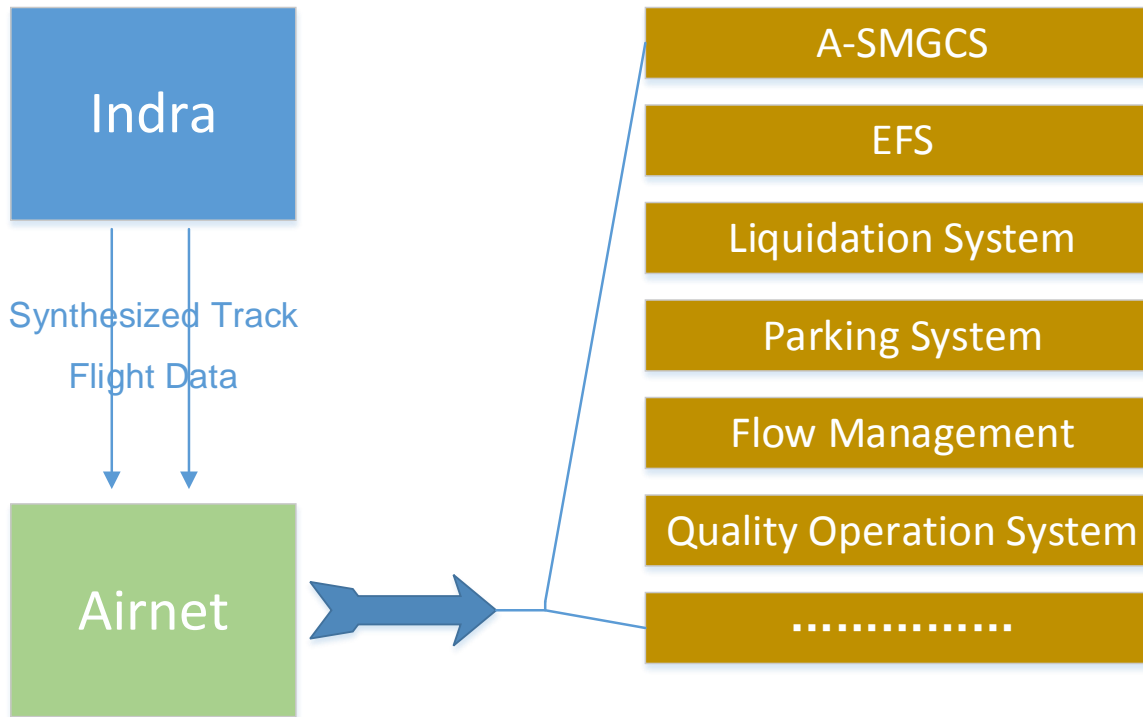 Indra
Synthesized Track
Flight Data
Airnet
A-SMGCS
EFS
Liquidation System
Parking System
Flow Management
Quality Operation System
...............